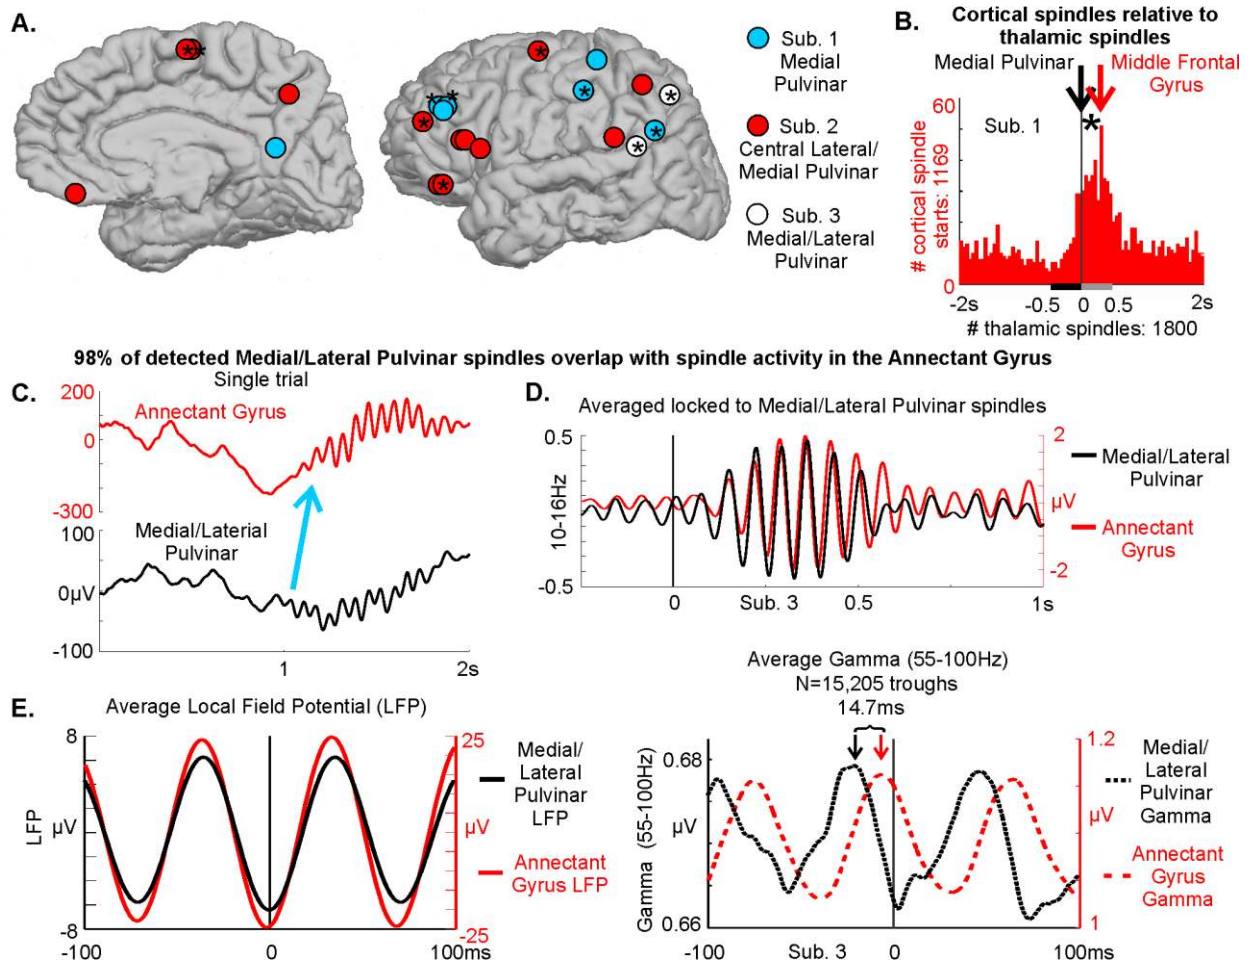 A.
Sub. 1
Medial
Pulvinar
Sub. 2
Central Lateral/
Medial Pulvinar
Sub. 3
Medial/Lateral
Pulvinar
B.
Cortical spindles relative to
thalamic spindles
Medial Pulvinar
Middle Frontal
Gyrus
60
Sub. 1
*
# cortical spindle
starts: 1169
0
-2s
-0.5
0
0.5
2s
# thalamic spindles: 1800
98% of detected Medial/Lateral Pulvinar spindles overlap with spindle activity in the Annectant Gyrus
C.
Single trial
200
Annectant Gyrus
0
-300
100
Medial/Laterial
Pulvinar
0µV
-100
1
2s
D.
Averaged locked to Medial/Lateral Pulvinar spindles
0.5
10-16Hz
-0.5
2
µV
-2
0
Sub. 3
0.5
1s
Medial/Lateral
Pulvinar
Annectant
Gyrus
E.
Average Local Field Potential (LFP)
8
LFP
µV
-8
25
µV
-25
-100
0
100ms
Medial/
Lateral
Pulvinar
LFP
Annectant
Gyrus LFP
Average Gamma (55-100Hz)
N=15,205 troughs
14.7ms
0.68
Gamma (55-100Hz)
µV
0.66
1.2
µV
1
-100
Sub. 3
0
100ms
Medial/
Lateral
Pulvinar
Gamma
Annectant
Gyrus
Gamma